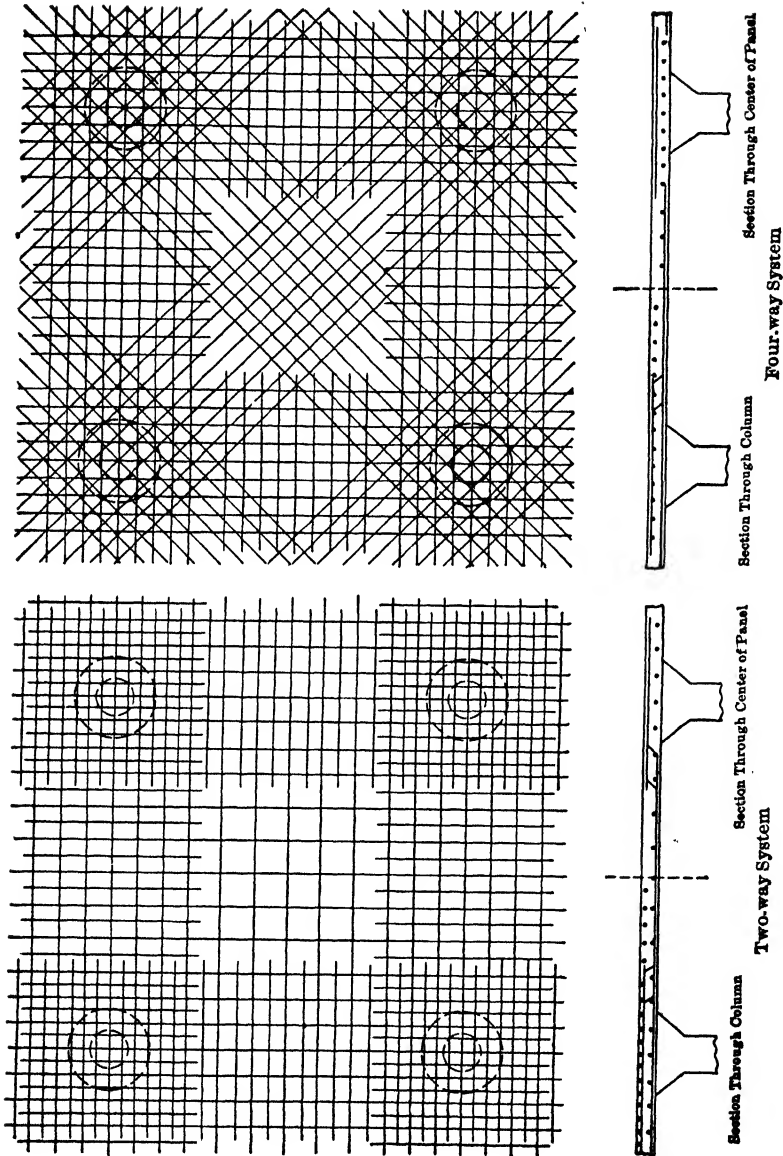 Section Through Column
Section Through Center of Panel
Two-way System
Section Through Column
Section Through Center of Panel
Four-way System